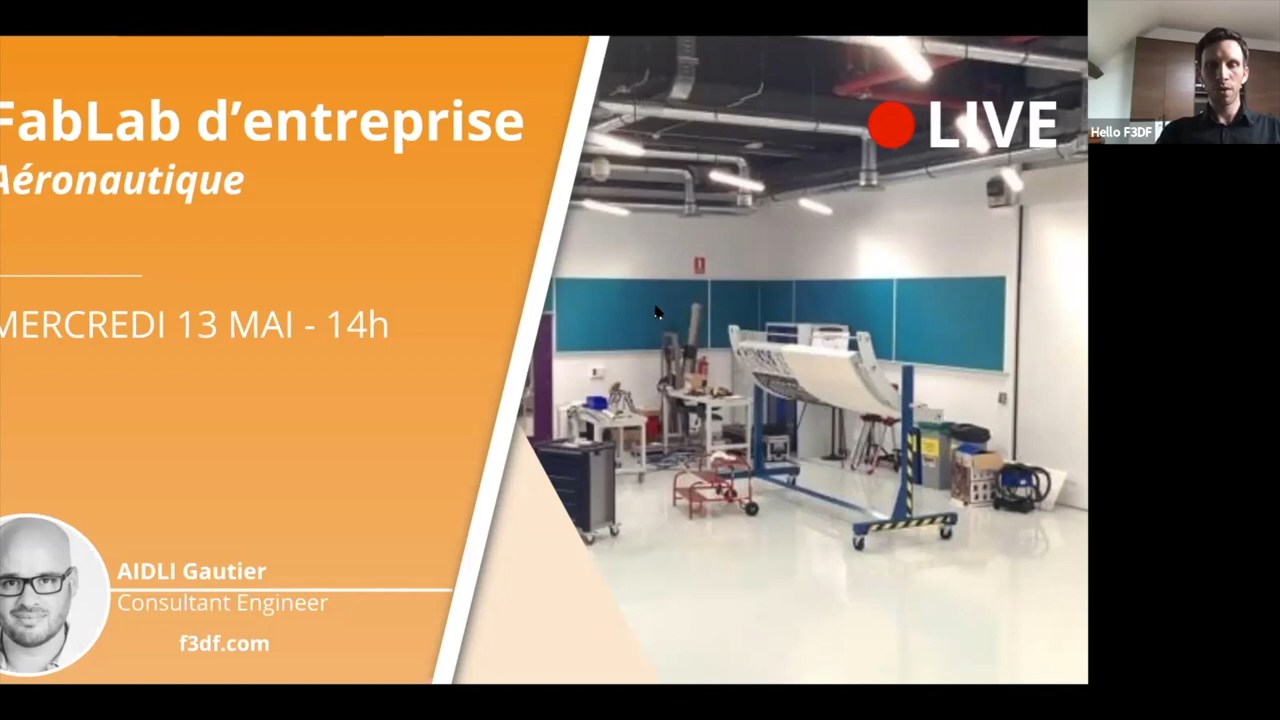 FabLab d'entreprise
Aéronautique
LIVE
MERCREDI 13 MAI - 14h
AIDLI Gautier
Consultant Engineer
f3df.com
Hello F3DF